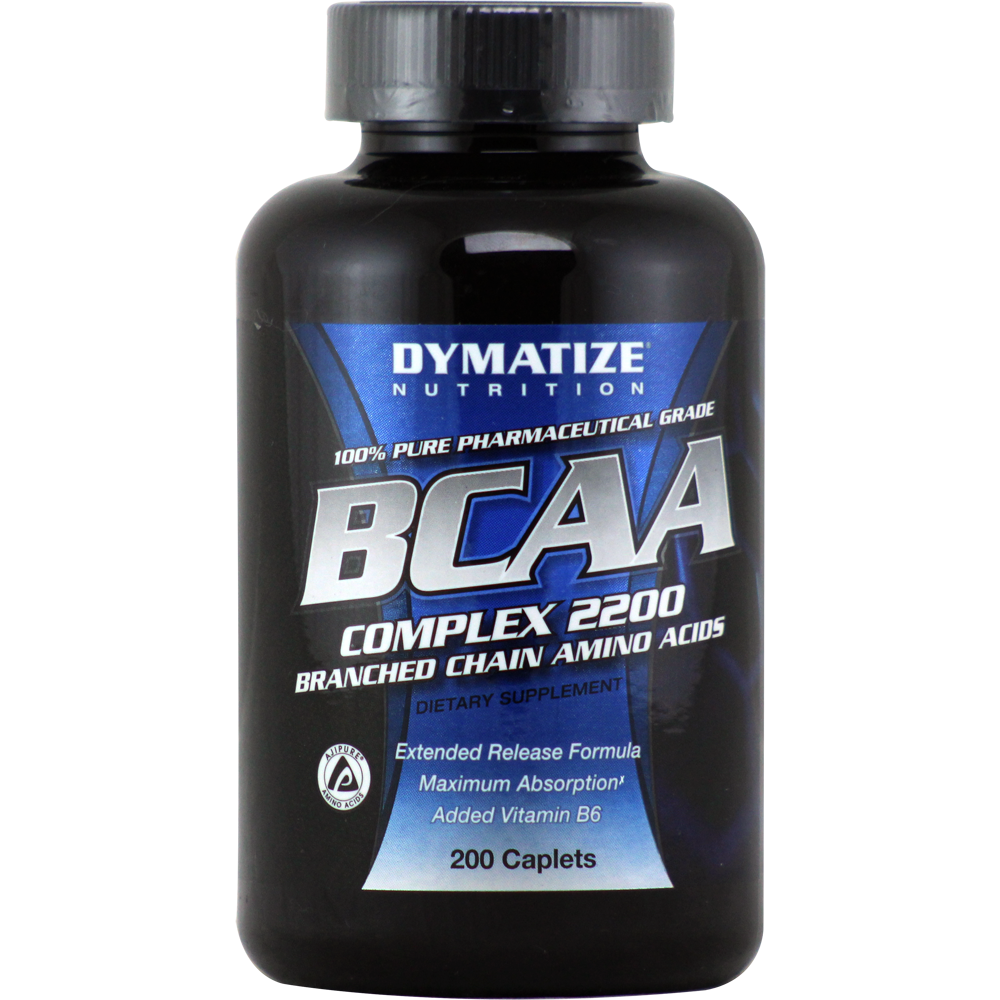 DYMATIZE®
NUTRITION
100% PURE PHARMACEUTICAL GRADE
BCAA
COMPLEX 2200
BRANCHED CHAIN AMINO ACIDS
DIETARY SUPPLEMENT
AJIPURE®
AMINO ACIDS
Extended Release Formula
Maximum Absorptionˣ
Added Vitamin B6
200 Caplets